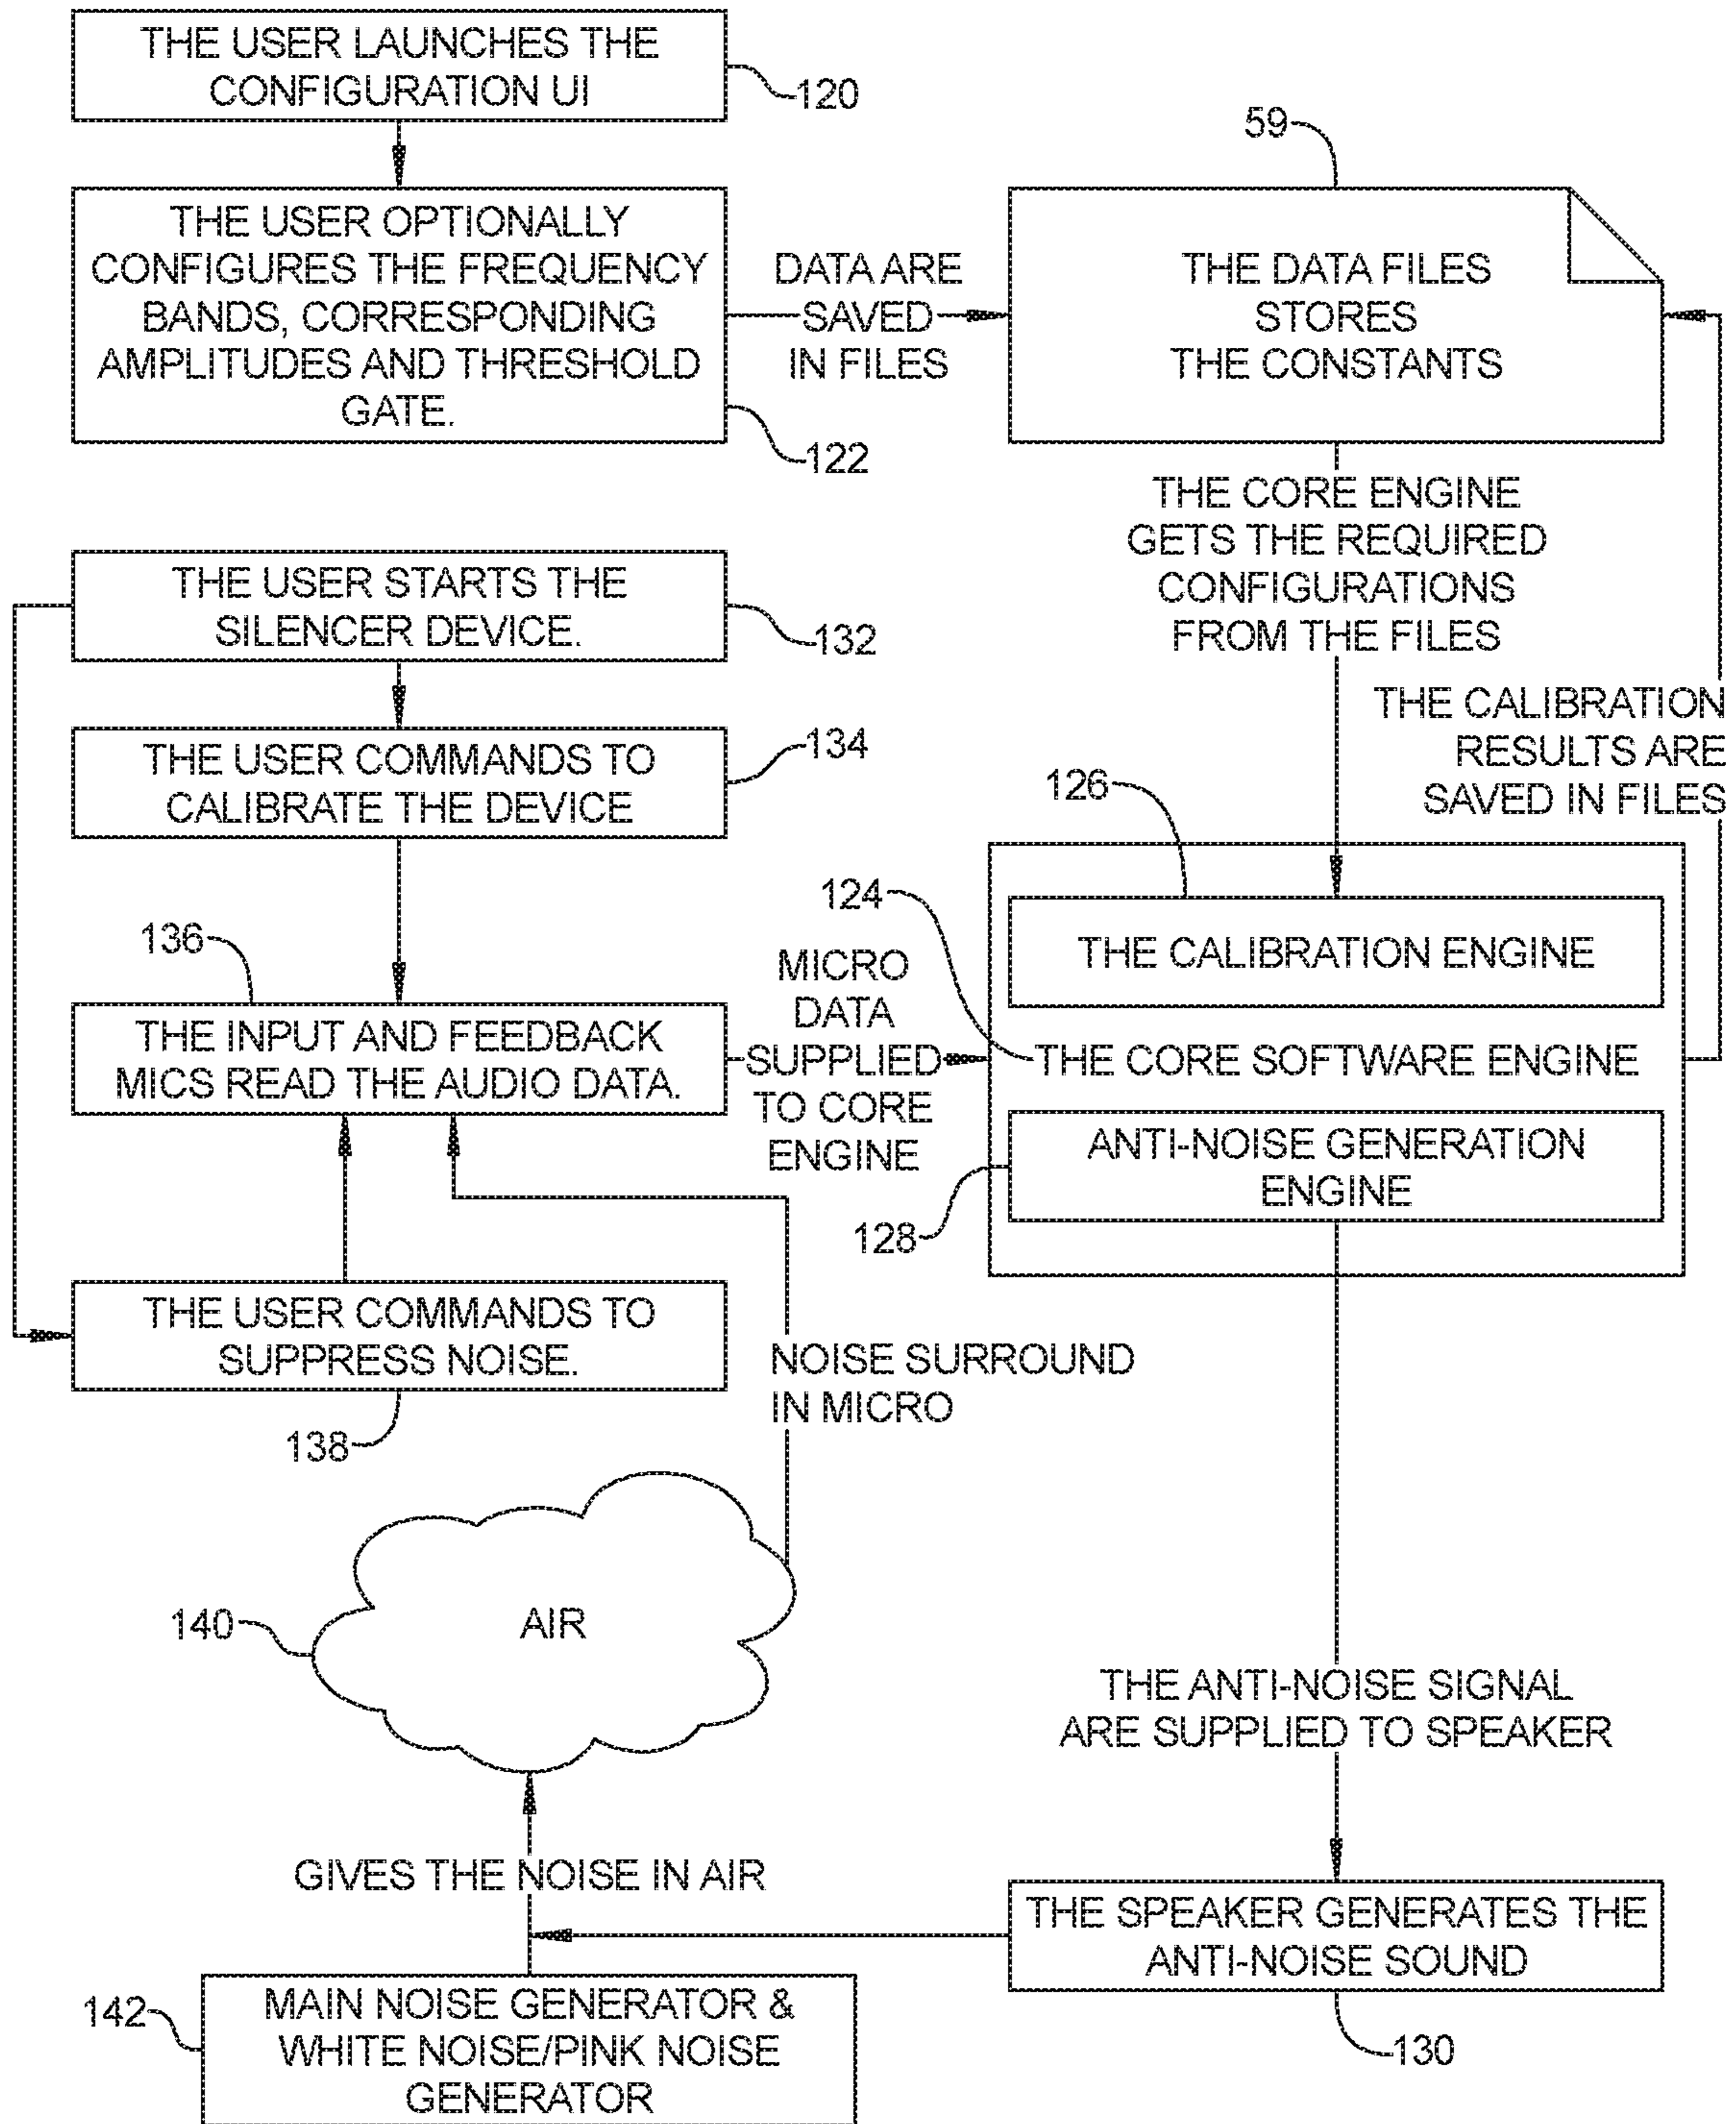 THE USER LAUNCHES THE
CONFIGURATION UI
120
59
THE USER OPTIONALLY
CONFIGURES THE FREQUENCY
BANDS, CORRESPONDING
AMPLITUDES AND THRESHOLD
GATE.
122
DATA ARE
SAVED
IN FILES
THE DATA FILES
STORES
THE CONSTANTS
THE CORE ENGINE
GETS THE REQUIRED
CONFIGURATIONS
FROM THE FILES
THE USER STARTS THE
SILENCER DEVICE.
132
THE CALIBRATION
RESULTS ARE
SAVED IN FILES
THE USER COMMANDS TO
CALIBRATE THE DEVICE
134
126
124
136
THE INPUT AND FEEDBACK
MICS READ THE AUDIO DATA.
MICRO
DATA
SUPPLIED
TO CORE
ENGINE
THE CALIBRATION ENGINE
THE CORE SOFTWARE ENGINE
ANTI-NOISE GENERATION
ENGINE
128
THE USER COMMANDS TO
SUPPRESS NOISE.
138
NOISE SURROUND
IN MICRO
140
AIR
THE ANTI-NOISE SIGNAL
ARE SUPPLIED TO SPEAKER
GIVES THE NOISE IN AIR
THE SPEAKER GENERATES THE
ANTI-NOISE SOUND
130
142
MAIN NOISE GENERATOR &
WHITE NOISE/PINK NOISE
GENERATOR